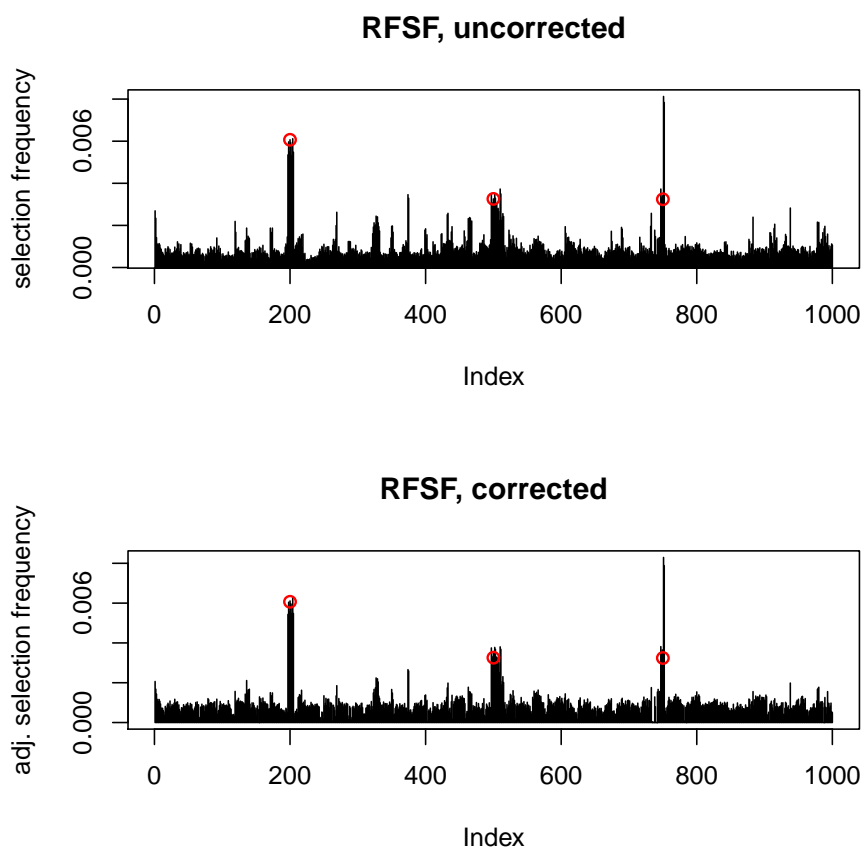 RFSF, uncorrected
selection frequency
0.006
0.000
0 200 400 600 800 1000
Index
RFSF, corrected
adj. selection frequency
0.006
0.000
0 200 400 600 800 1000
Index